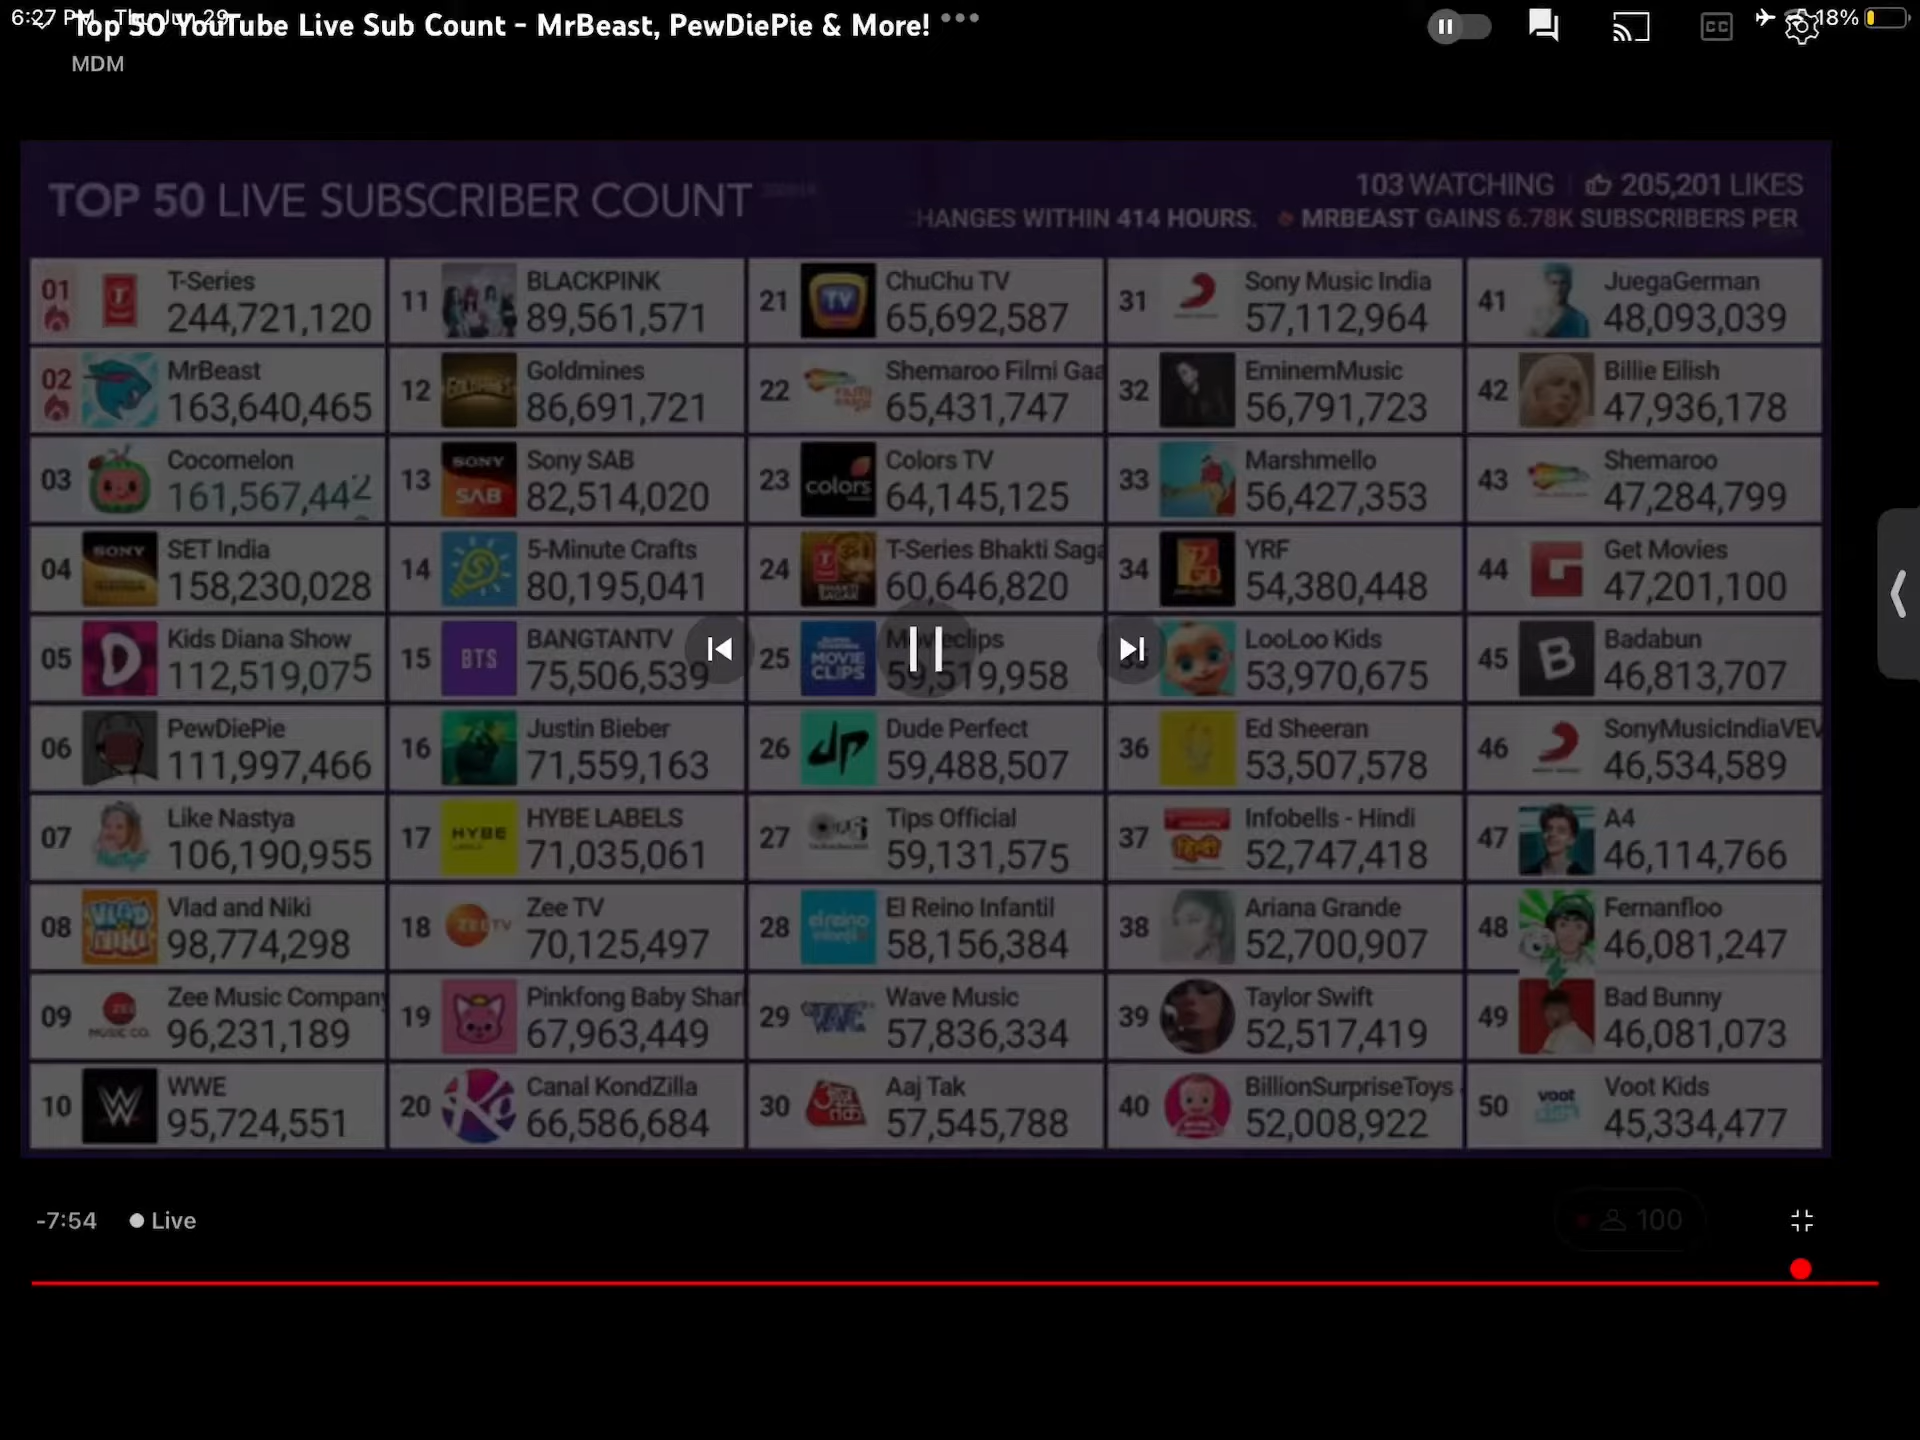 6:27 PM Thu Jun 29
18%
Top 50 YouTube Live Sub Count - MrBeast, PewDiePie & More!
MDM
TOP 50 LIVE SUBSCRIBER COUNT
103 WATCHING 205,201 LIKES
HANGES WITHIN 414 HOURS. MRBEAST GAINS 6.78K SUBSCRIBERS PER
01 T-Series
244,721,120
02 MrBeast
163,640,465
03 Cocomelon
161,567,442
04 SET India
158,230,028
05 Kids Diana Show
112,519,075
06 PewDiePie
111,997,466
07 Like Nastya
106,190,955
08 Vlad and Niki
98,774,298
09 Zee Music Company
96,231,189
10 WWE
95,724,551
11 BLACKPINK
89,561,571
12 Goldmines
86,691,721
13 Sony SAB
82,514,020
14 5-Minute Crafts
80,195,041
15 BANGTANTV
75,506,539
16 Justin Bieber
71,559,163
17 HYBE LABELS
71,035,061
18 Zee TV
70,125,497
19 Pinkfong Baby Shar
67,963,449
20 Canal KondZilla
66,586,684
21 ChuChu TV
65,692,587
22 Shemaroo Filmi Gaa
65,431,747
23 Colors TV
64,145,125
24 T-Series Bhakti Saga
60,646,820
25 Movieclips
59,519,958
26 Dude Perfect
59,488,507
27 Tips Official
59,131,575
28 El Reino Infantil
58,156,384
29 Wave Music
57,836,334
30 Aaj Tak
57,545,788
31 Sony Music India
57,112,964
32 EminemMusic
56,791,723
33 Marshmello
56,427,353
34 YRF
54,380,448
35 LooLoo Kids
53,970,675
36 Ed Sheeran
53,507,578
37 Infobells - Hindi
52,747,418
38 Ariana Grande
52,700,907
39 Taylor Swift
52,517,419
40 BillionSurpriseToys
52,008,922
41 JuegaGerman
48,093,039
42 Billie Eilish
47,936,178
43 Shemaroo
47,284,799
44 Get Movies
47,201,100
45 Badabun
46,813,707
46 SonyMusicIndiaVEV
46,534,589
47 A4
46,114,766
48 Fernanfloo
46,081,247
49 Bad Bunny
46,081,073
50 Voot Kids
45,334,477
-7:54 Live
100